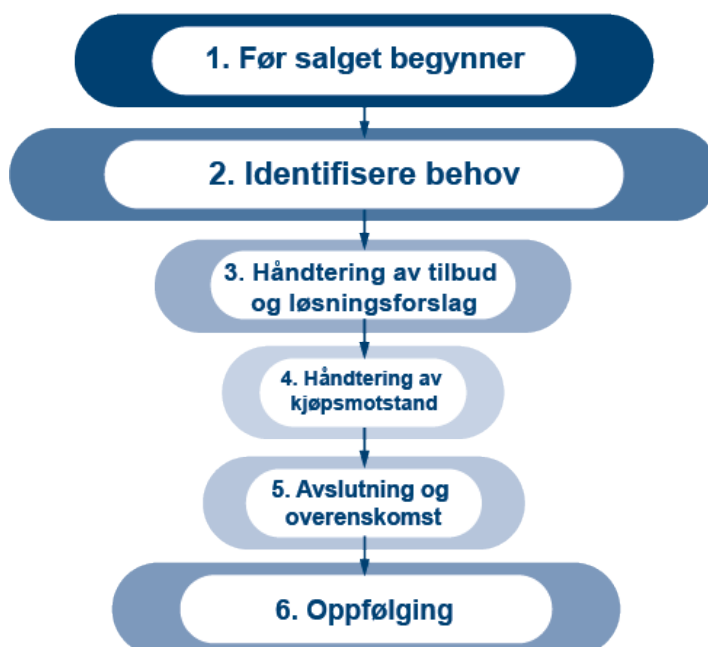 1. Før salget begynner
2. Identifisere behov
3. Håndtering av tilbud
og løsningsforslag
4. Håndtering av
kjøpsmotstand
5. Avslutning og
overenskomst
6. Oppfølging